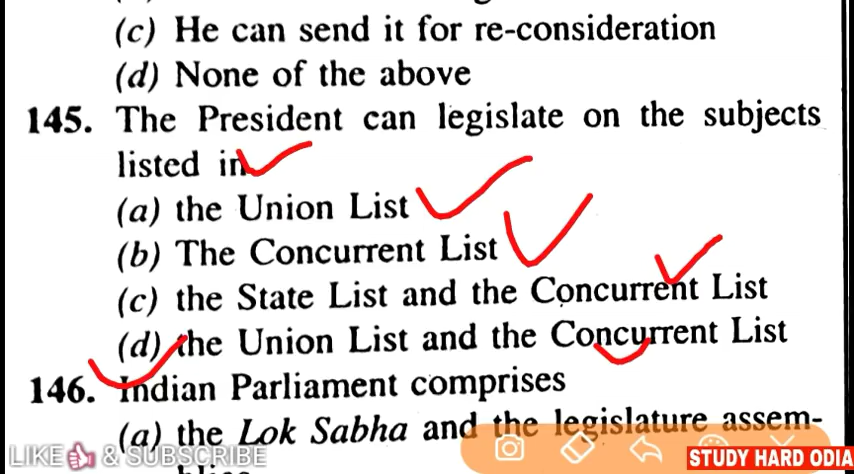 (c) He can send it for re-consideration
(d) None of the above
145. The President can legislate on the subjects
listed in
(a) the Union List
(b) The Concurrent List
(c) the State List and the Concurrent List
(d) the Union List and the Concurrent List
146. Indian Parliament comprises
(a) the Lok Sabha and the legislature assem-
LIKE & SUBSCRIBE
STUDY HARD ODIA